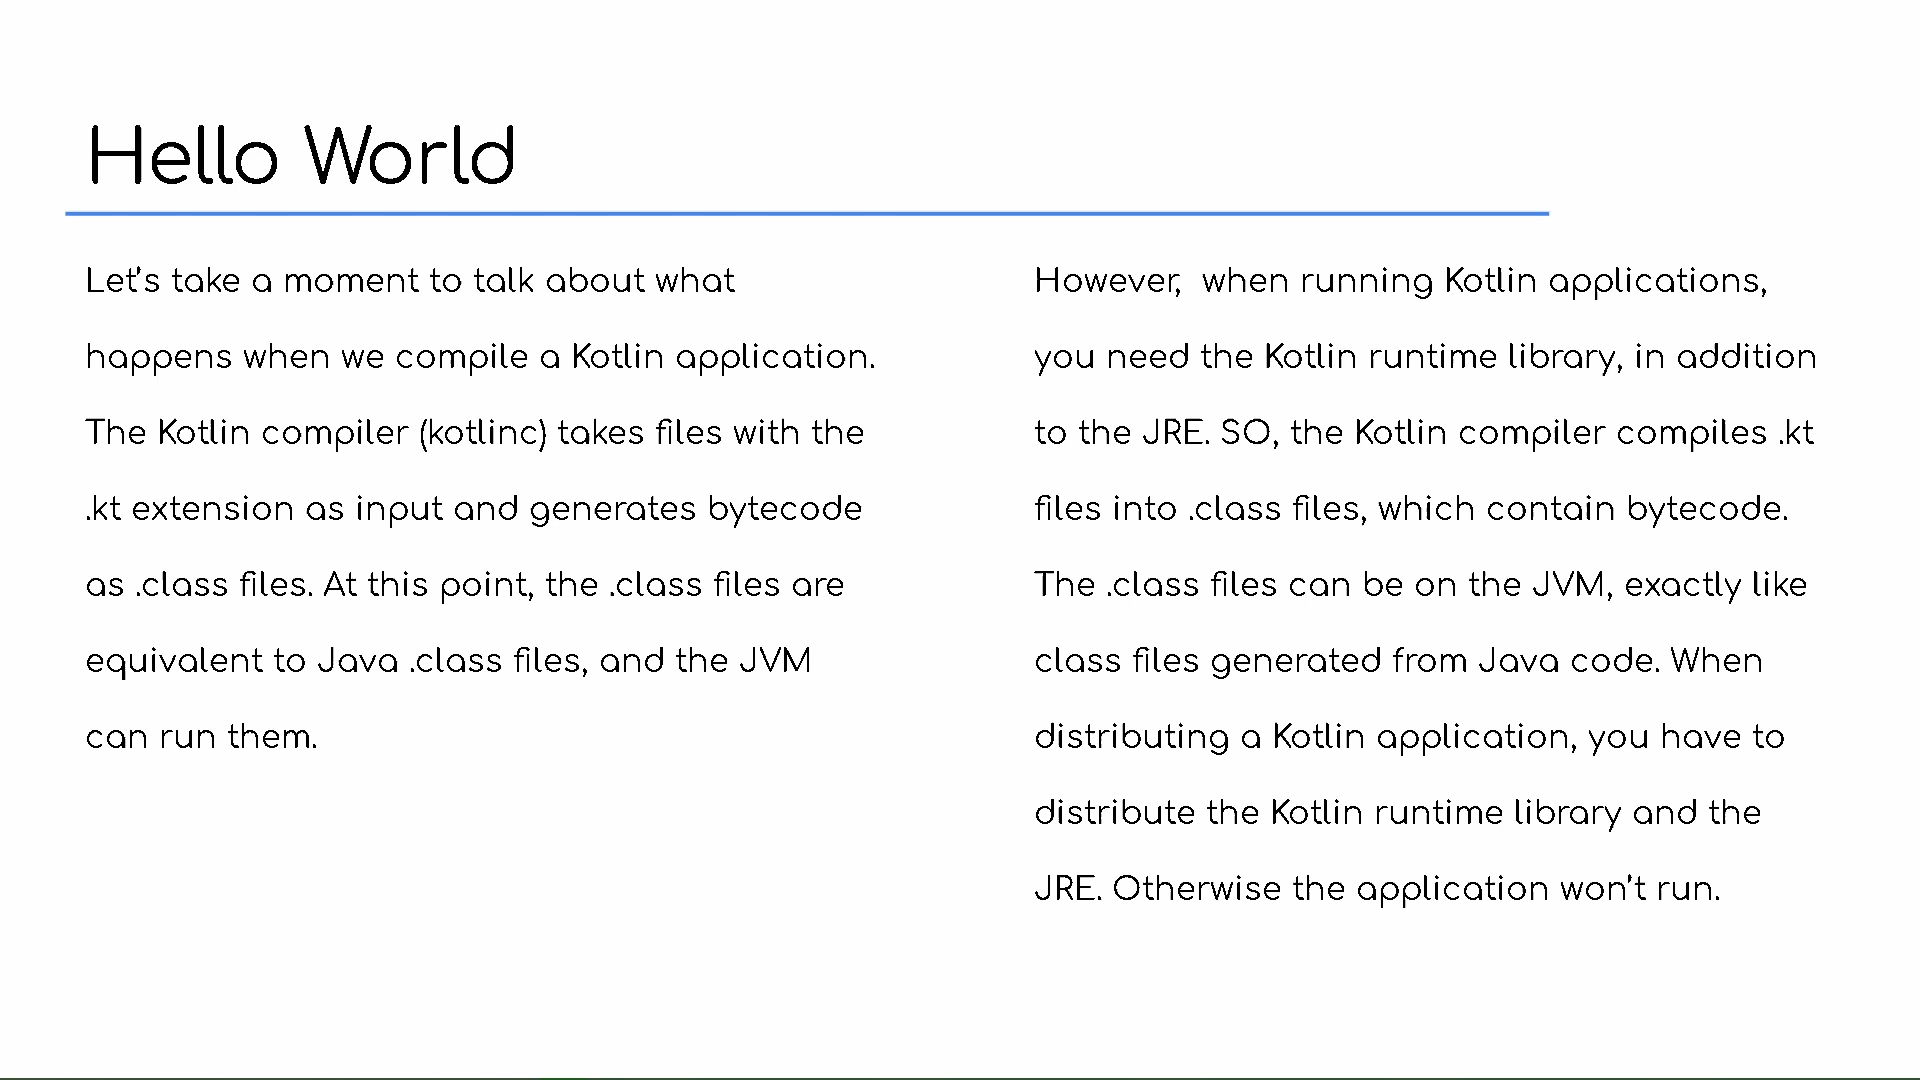 Hello World
Let's take a moment to talk about what
happens when we compile a Kotlin application.
The Kotlin compiler (kotlinc) takes files with the
.kt extension as input and generates bytecode
as .class files. At this point, the .class files are
equivalent to Java .class files, and the JVM
can run them.
However,  when running Kotlin applications,
you need the Kotlin runtime library, in addition
to the JRE. SO, the Kotlin compiler compiles .kt
files into .class files, which contain bytecode.
The .class files can be on the JVM, exactly like
class files generated from Java code. When
distributing a Kotlin application, you have to
distribute the Kotlin runtime library and the
JRE. Otherwise the application won't run.